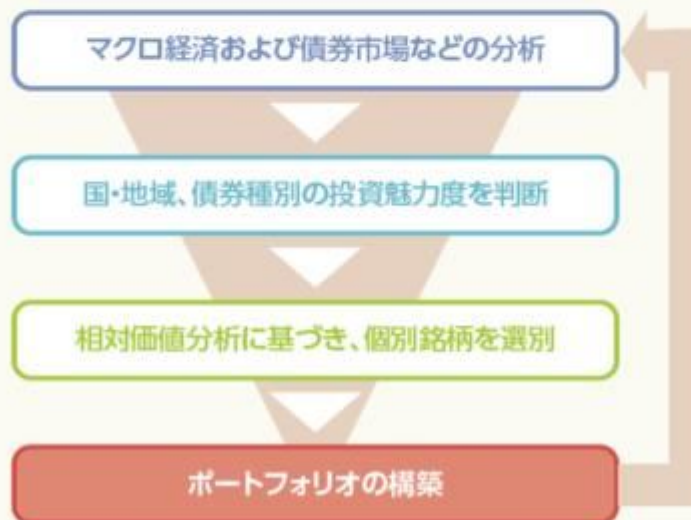 マクロ経済および債券市場などの分析
国・地域、債券種別の投資魅力度を判断
相対価値分析に基づき、個別銘柄を選別
ポートフォリオの構築